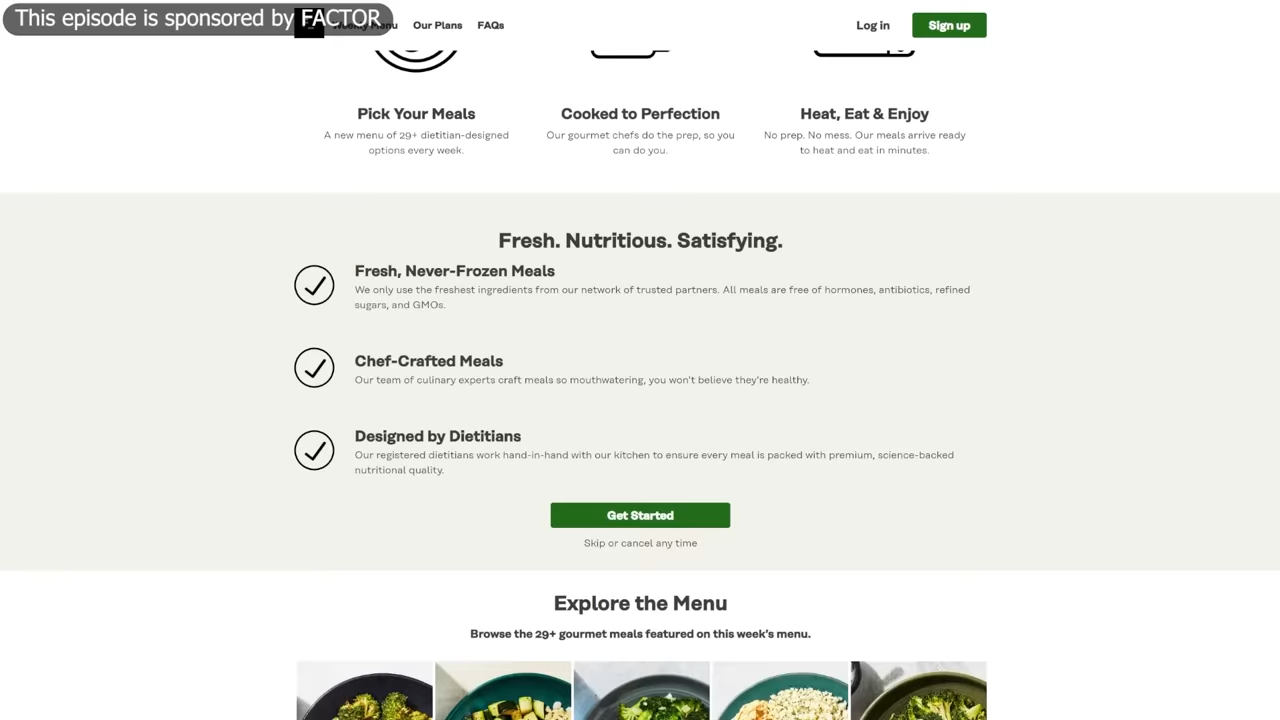 This episode is sponsored by FACTOR
Weekly Menu
Our Plans
FAQs
Log in
Sign up
Pick Your Meals
A new menu of 29+ dietitian-designed
options every week.
Cooked to Perfection
Our gourmet chefs do the prep, so you
can do you.
Heat, Eat & Enjoy
No prep. No mess. Our meals arrive ready
to heat and eat in minutes.
Fresh. Nutritious. Satisfying.
Fresh, Never-Frozen Meals
We only use the freshest ingredients from our network of trusted partners. All meals are free of hormones, antibiotics, refined
sugars, and GMOs.
Chef-Crafted Meals
Our team of culinary experts craft meals so mouthwatering, you won't believe they're healthy.
Designed by Dietitians
Our registered dietitians work hand-in-hand with our kitchen to ensure every meal is packed with premium, science-backed
nutritional quality.
Get Started
Skip or cancel any time
Explore the Menu
Browse the 29+ gourmet meals featured on this week's menu.